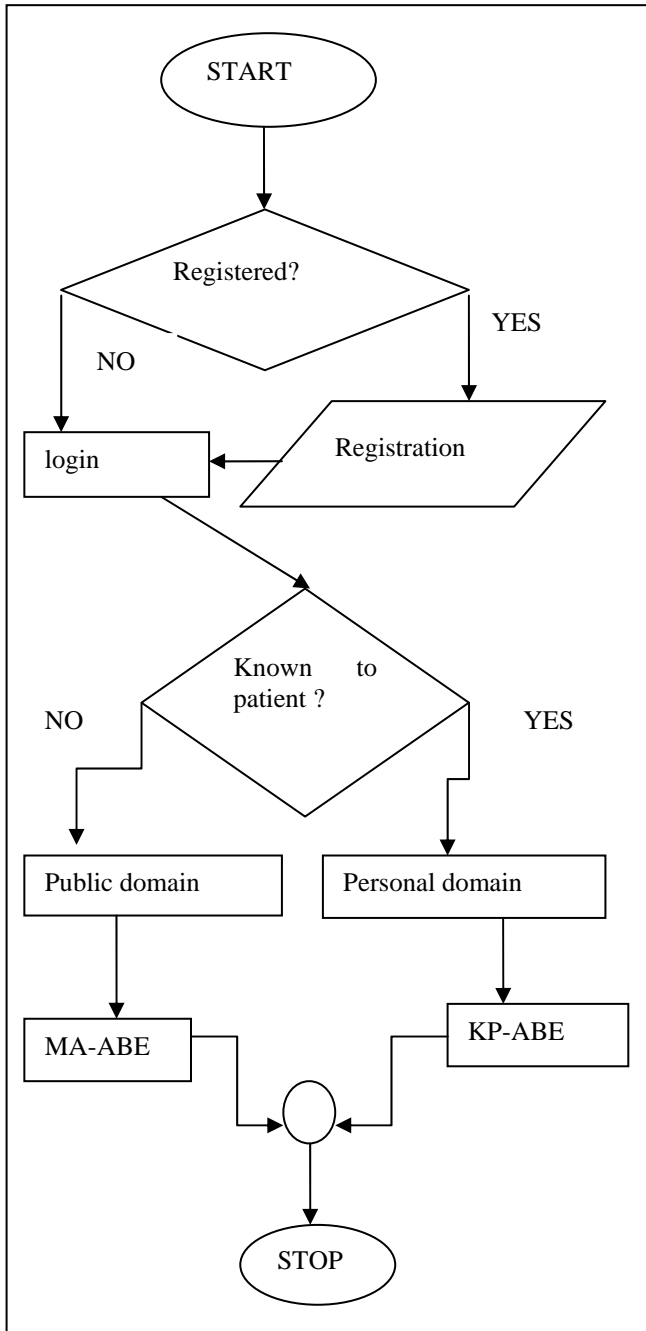 START
Registered?
YES
NO
login
Registration
Known to
patient ?
NO
YES
Public domain
Personal domain
MA-ABE
KP-ABE
STOP